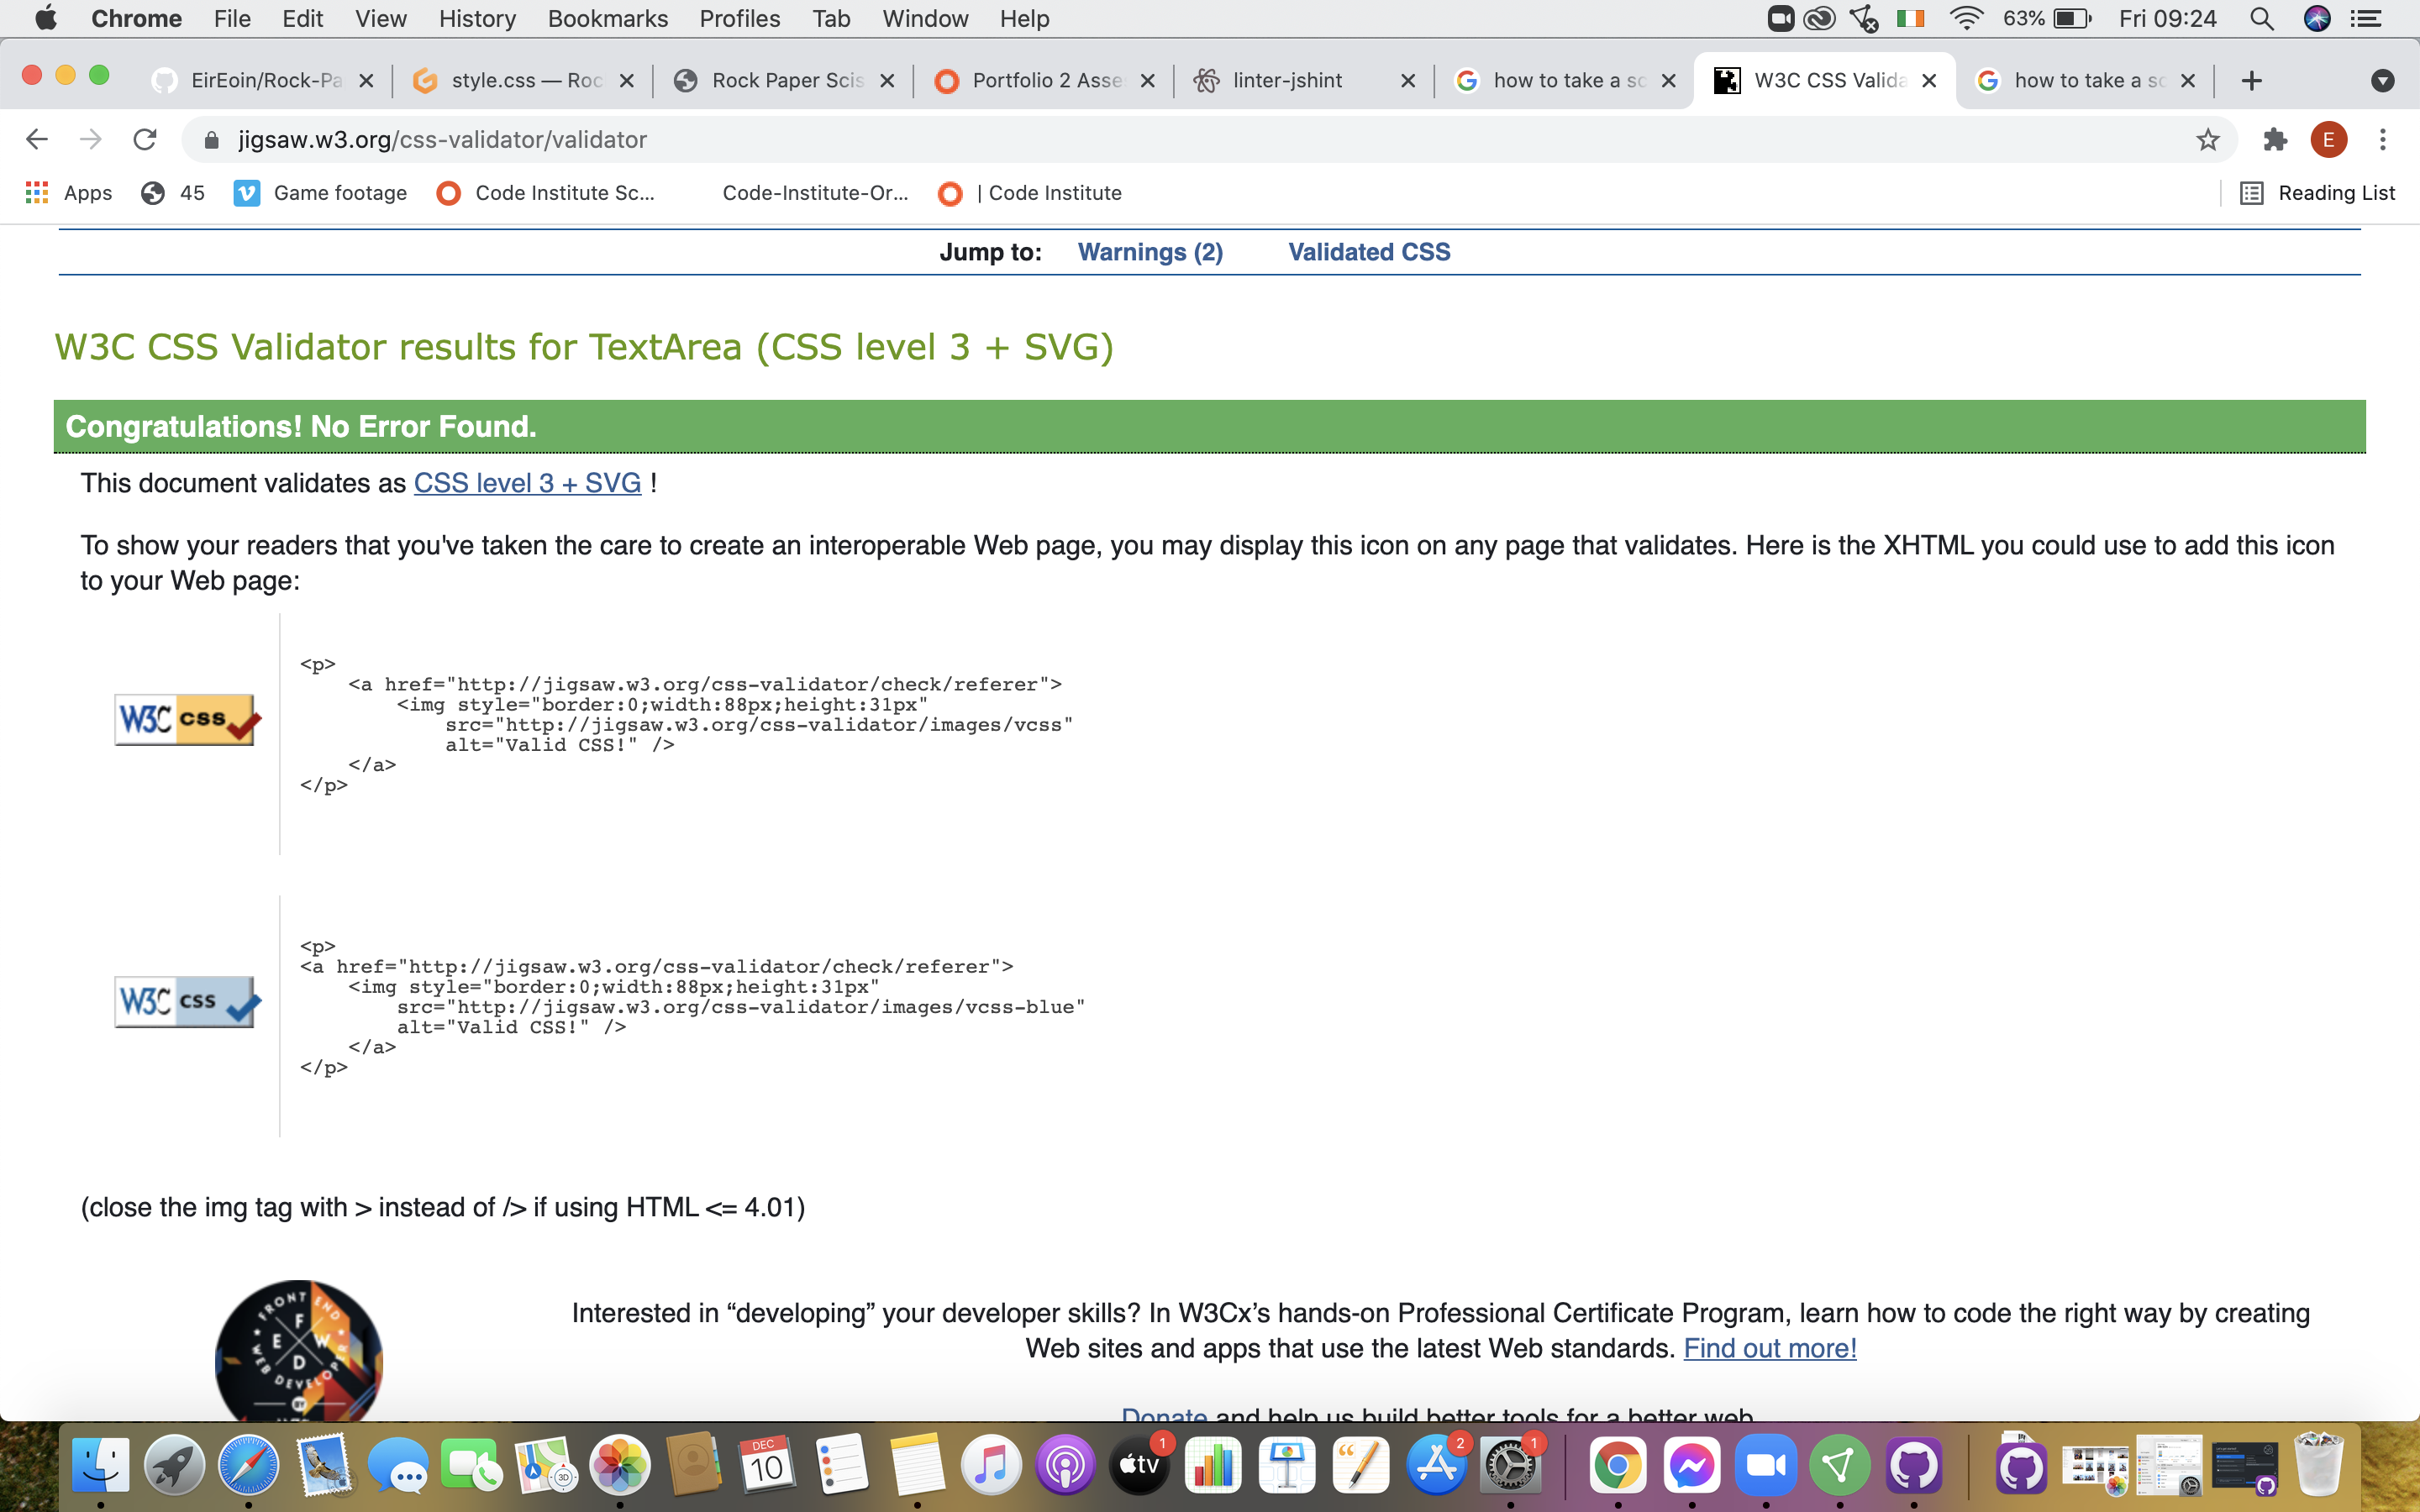 Chrome File Edit View History Bookmarks Profiles Tab Window Help 63% Fri 09:24
EirEoin/Rock-Pa style.css — Roc Rock Paper Scis Portfolio 2 Asse linter-jshint how to take a sc W3C CSS Valida how to take a sc
jigsaw.w3.org/css-validator/validator E
Apps 45 Game footage Code Institute Sc... Code-Institute-Or... | Code Institute Reading List
Jump to: Warnings (2) Validated CSS
W3C CSS Validator results for TextArea (CSS level 3 + SVG)
Congratulations! No Error Found.
This document validates as CSS level 3 + SVG !
To show your readers that you've taken the care to create an interoperable Web page, you may display this icon on any page that validates. Here is the XHTML you could use to add this icon
to your Web page:
<p>
<a href="http://jigsaw.w3.org/css-validator/check/referer">
<img style="border:0;width:88px;height:31px"
W3C css
src="http://jigsaw.w3.org/css-validator/images/vcss"
alt="Valid CSS!" />
</a>
</p>
<p>
<a href="http://jigsaw.w3.org/css-validator/check/referer">
<img style="border:0;width:88px;height:31px"
W3C css
src="http://jigsaw.w3.org/css-validator/images/vcss-blue"
alt="Valid CSS!" />
</a>
</p>
(close the img tag with > instead of /> if using HTML <= 4.01)
FRONT END
F
E W
D
WEB DEVELOPER
BY
Interested in “developing” your developer skills? In W3Cx’s hands-on Professional Certificate Program, learn how to code the right way by creating
Web sites and apps that use the latest Web standards. Find out more!
Donate and help us build better tools for a better web
3D DEC 10 tv 1 2 1